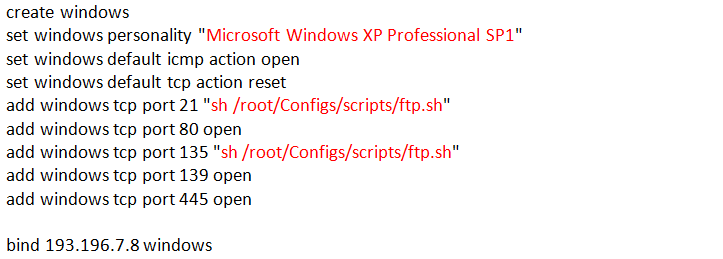 create windows
set windows personality "Microsoft Windows XP Professional SP1"
set windows default icmp action open
set windows default tcp action reset
add windows tcp port 21 "sh /root/Configs/scripts/ftp.sh"
add windows tcp port 80 open
add windows tcp port 135 "sh /root/Configs/scripts/ftp.sh"
add windows tcp port 139 open
add windows tcp port 445 open
bind 193.196.7.8 windows